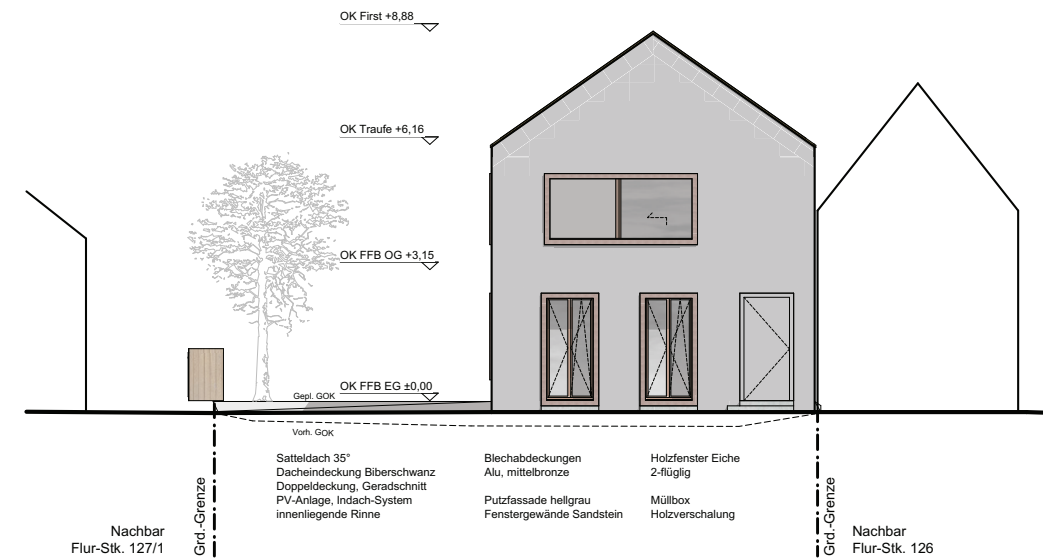 OK First +8,88
OK Traufe +6,16
OK FFB OG +3,15
OK FFB EG ±0,00
Gepl. GOK
Vorh. GOK
Satteldach 35°
Dacheindeckung Biberschwanz
Doppeldeckung, Geradschnitt
PV-Anlage, Indach-System
innenliegende Rinne
Blechabdeckungen
Alu, mittelbronze
Putzfassade hellgrau
Fenstergewände Sandstein
Holzfenster Eiche
2-flüglig
Müllbox
Holzverschalung
Nachbar
Flur-Stk. 127/1
Grd.-Grenze
Grd.-Grenze
Nachbar
Flur-Stk. 126